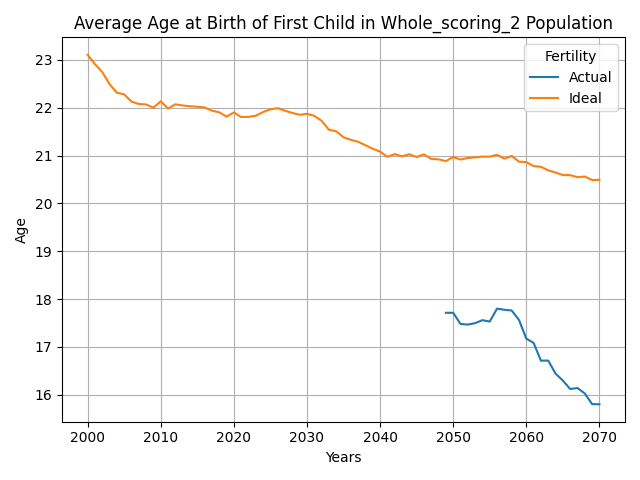 Average Age at Birth of First Child in Whole_scoring_2 Population
Fertility
Actual
Ideal
Age
23
22
21
20
19
18
17
16
2000 2010 2020 2030 2040 2050 2060 2070
Years